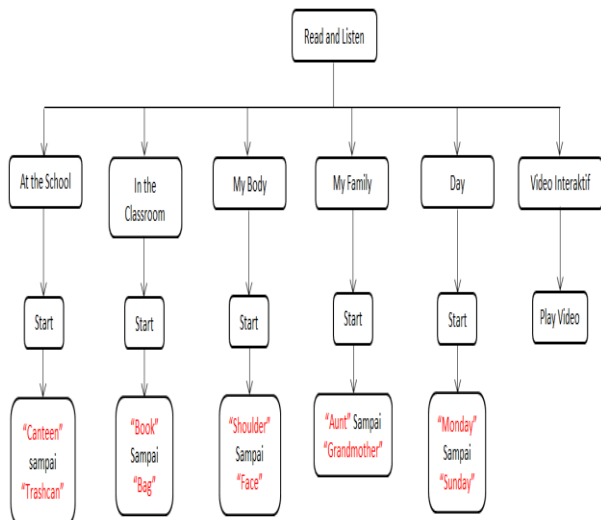 Read and Listen
At the School
In the
Classroom
My Body
My Family
Day
Video Interaktif
Start
Start
Start
Start
Start
Play Video
“Canteen”
sampai
“Trashcan”
“Book”
Sampai
“Bag”
“Shoulder”
Sampai
“Face”
“Aunt” Sampai
“Grandmother”
“Monday”
Sampai
“Sunday”